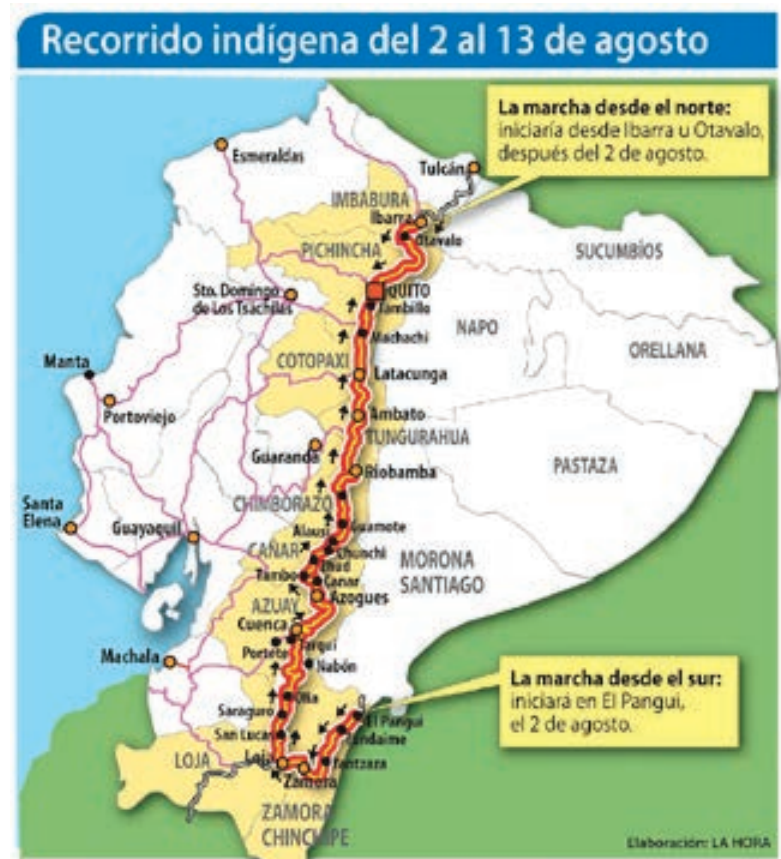 Recorrido indígena del 2 al 13 de agosto
La marcha desde el norte:
iniciaría desde Ibarra u Otavalo,
después del 2 de agosto.
Esmeraldas
Tulcán
IMBABURA
Ibarra
Otavalo
PICHINCHA
SUCUMBÍOS
QUITO
Sto. Domingo
de Los Tsáchilas
Tambillo
NAPO
Machachi
ORELLANA
COTOPAXI
Manta
Latacunga
Portoviejo
Ambato
TUNGURAHUA
Guaranda
Riobamba
PASTAZA
CHIMBORAZO
Santa
Elena
Guayaquil
Alausí
Guamote
CAÑAR
Chunchi
Zhud
MORONA
SANTIAGO
Tambo
Cañar
Azogues
AZUAY
Cuenca
Tarqui
Portete
Machala
Nabón
La marcha desde el sur:
iniciará en El Pangui,
el 2 de agosto.
Oña
Saraguro
El Pangui
San Lucas
LOJA
Loja
Zamora
ZAMORA
CHINCHIPE
Elaboración: LA HORA